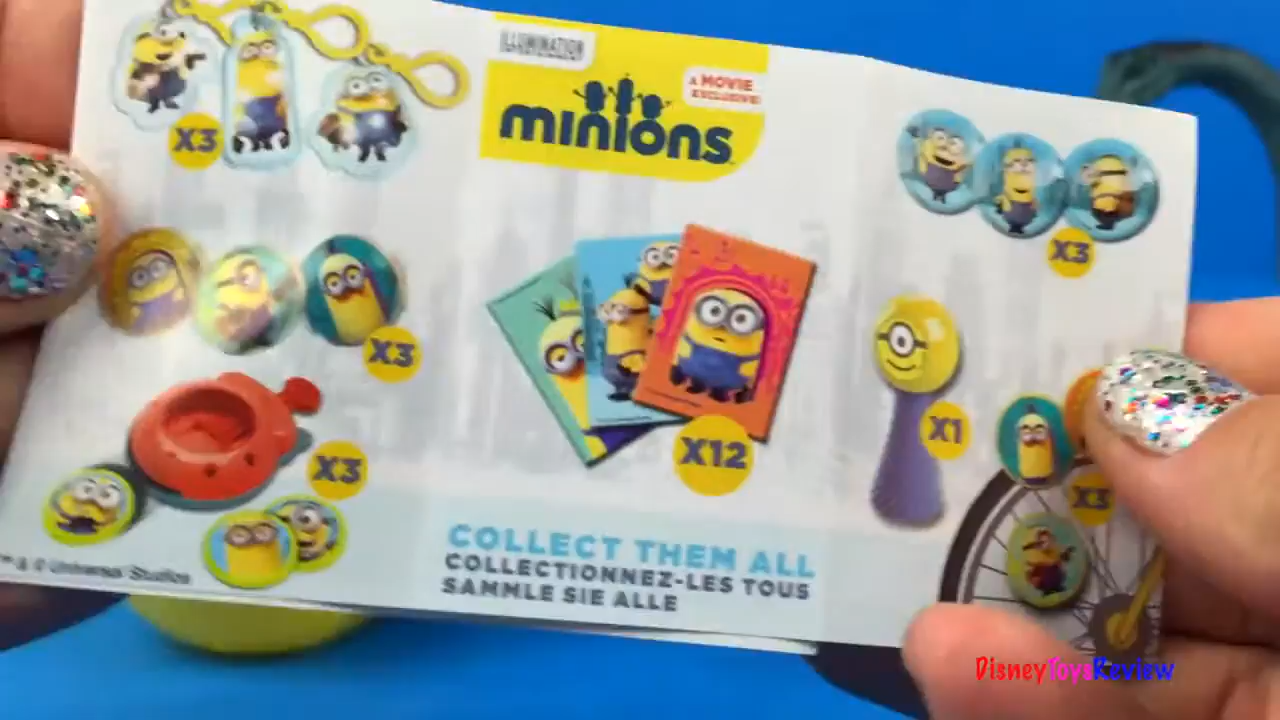 ILLUMINATION
A MOVIE
EXCLUSIVE!
minions
X3
X3
X3
X3
X12
X1
X3
COLLECT THEM ALL
COLLECTIONNEZ-LES TOUS
SAMMLE SIE ALLE
™ & © Universal Studios
DisneyToysReview